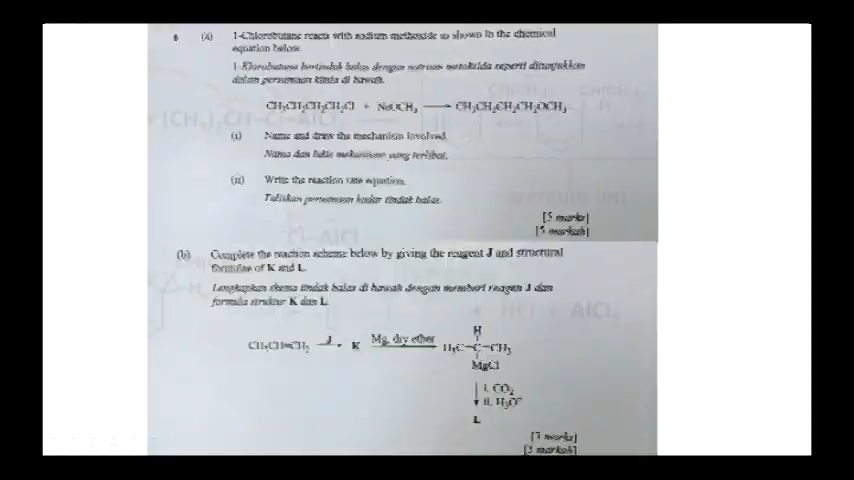 6 (a) 1-Chlorobutane reacts with sodium methoxide as shown in the chemical
equation below.
1-Klorobutana bertindak balas dengan natrium metoksida seperti ditunjukkan
dalam persamaan kimia di bawah.
CH₃CH₂CH₂CH₂Cl + NaOCH₃ ⟶ CH₃CH₂CH₂CH₂OCH₃
(i) Name and draw the mechanism involved.
Nama dan lukis mekanisme yang terlibat.
(ii) Write the reaction rate equation.
Tuliskan persamaan kadar tindak balas.
[5 marks]
[5 markah]
(b) Complete the reaction scheme below by giving the reagent J and structural
formulae of K and L.
Lengkapkan skema tindak balas di bawah dengan memberi reagen J dan
formula struktur K dan L.
H
CH₃CH=CH₂ J K Mg, dry ether H₃C-C-CH₃
MgCl
i. CO₂
ii. H₃O⁺
L
[3 marks]
[3 markah]